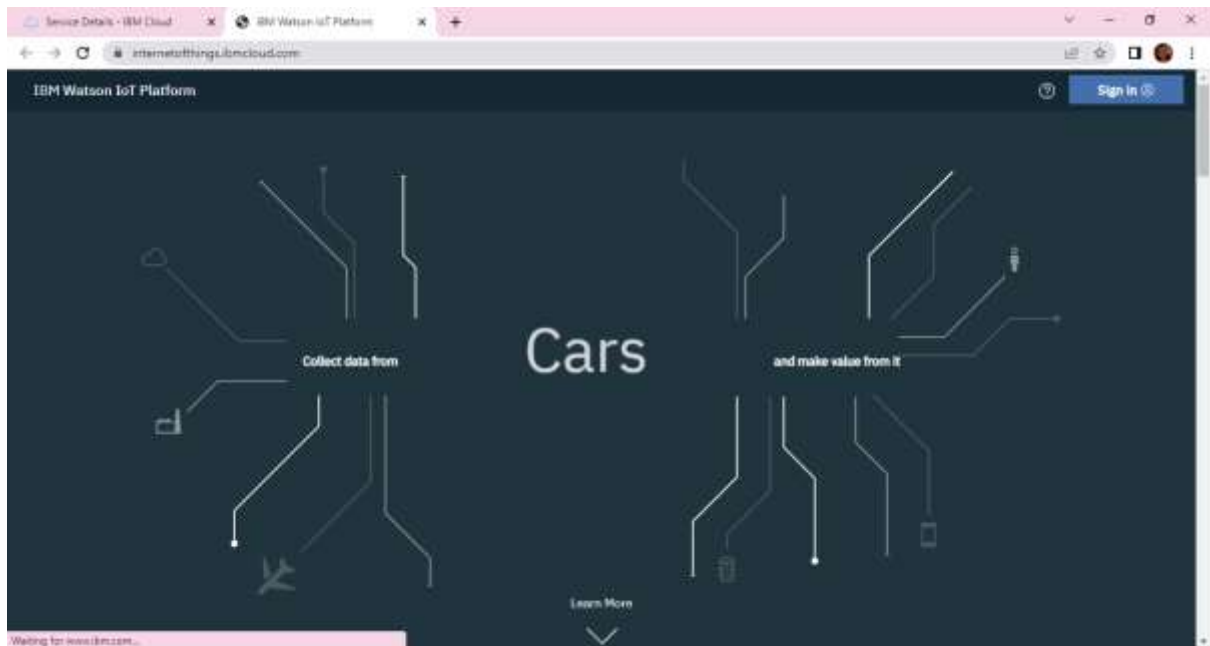 Service Details - IBM Cloud
IBM Watson IoT Platform
internetofthings.ibmcloud.com
IBM Watson IoT Platform
Sign in
Collect data from
Cars
and make value from it
Learn More
Waiting for www.ibm.com...